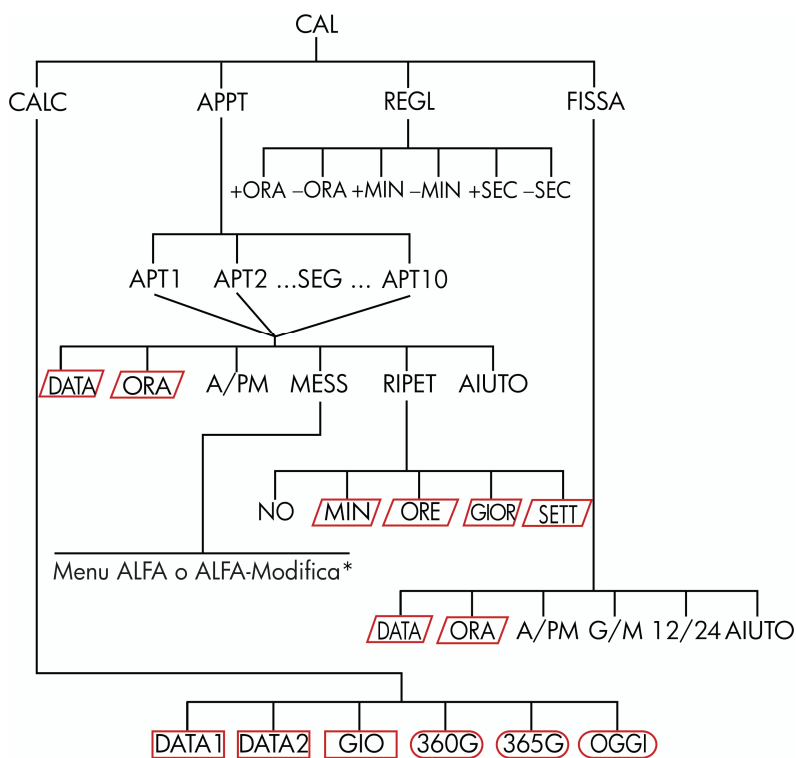 CAL
CALC APPT REGL FISSA
+ORA –ORA +MIN –MIN +SEC –SEC
APT1 APT2 ...SEG ... APT10
DATA ORA A/PM MESS RIPET AIUTO
NO MIN ORE GIOR SETT
Menu ALFA o ALFA-Modifica*
DATA ORA A/PM G/M 12/24 AIUTO
DATA1 DATA2 GIO 360G 365G OGGI